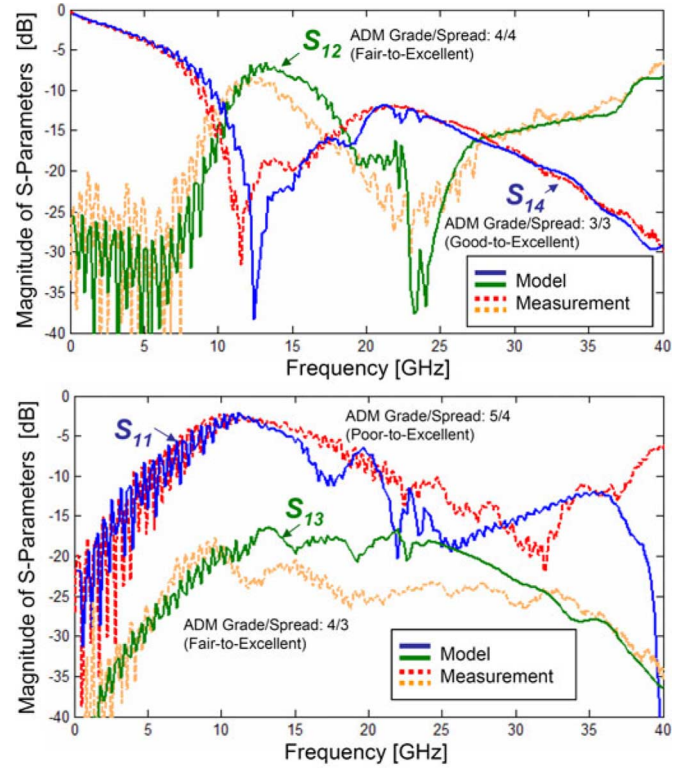 Magnitude of S-Parameters [dB]
0
-5
-10
-15
-20
-25
-30
-35
-40
S12
ADM Grade/Spread: 4/4
(Fair-to-Excellent)
S14
ADM Grade/Spread: 3/3
(Good-to-Excellent)
Model
Measurement
0
5
10
15
20
25
30
35
40
Frequency [GHz]
Magnitude of S-Parameters [dB]
0
-5
-10
-15
-20
-25
-30
-35
-40
S11
ADM Grade/Spread: 5/4
(Poor-to-Excellent)
S13
ADM Grade/Spread: 4/3
(Fair-to-Excellent)
Model
Measurement
0
5
10
15
20
25
30
35
40
Frequency [GHz]